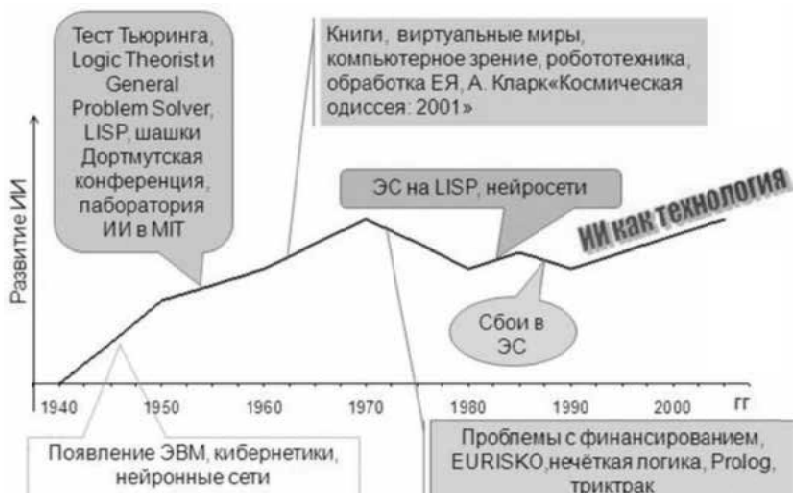 Тест Тьюринга,
Logic Theorist и
General
Problem Solver,
LISP, шашки
Дортмутская
конференция,
лаборатория
ИИ в MIT
Книги, виртуальные миры,
компьютерное зрение, робототехника,
обработка ЕЯ, А. Кларк«Космическая
одиссея: 2001»
ЭС на LISP, нейросети
ИИ как технология
Развитие ИИ
Сбои в
ЭС
1940 1950 1960 1970 1980 1990 2000 гг
Появление ЭВМ, кибернетики,
нейронные сети
Проблемы с финансированием,
EURISKO,нечёткая логика, Prolog,
триктрак